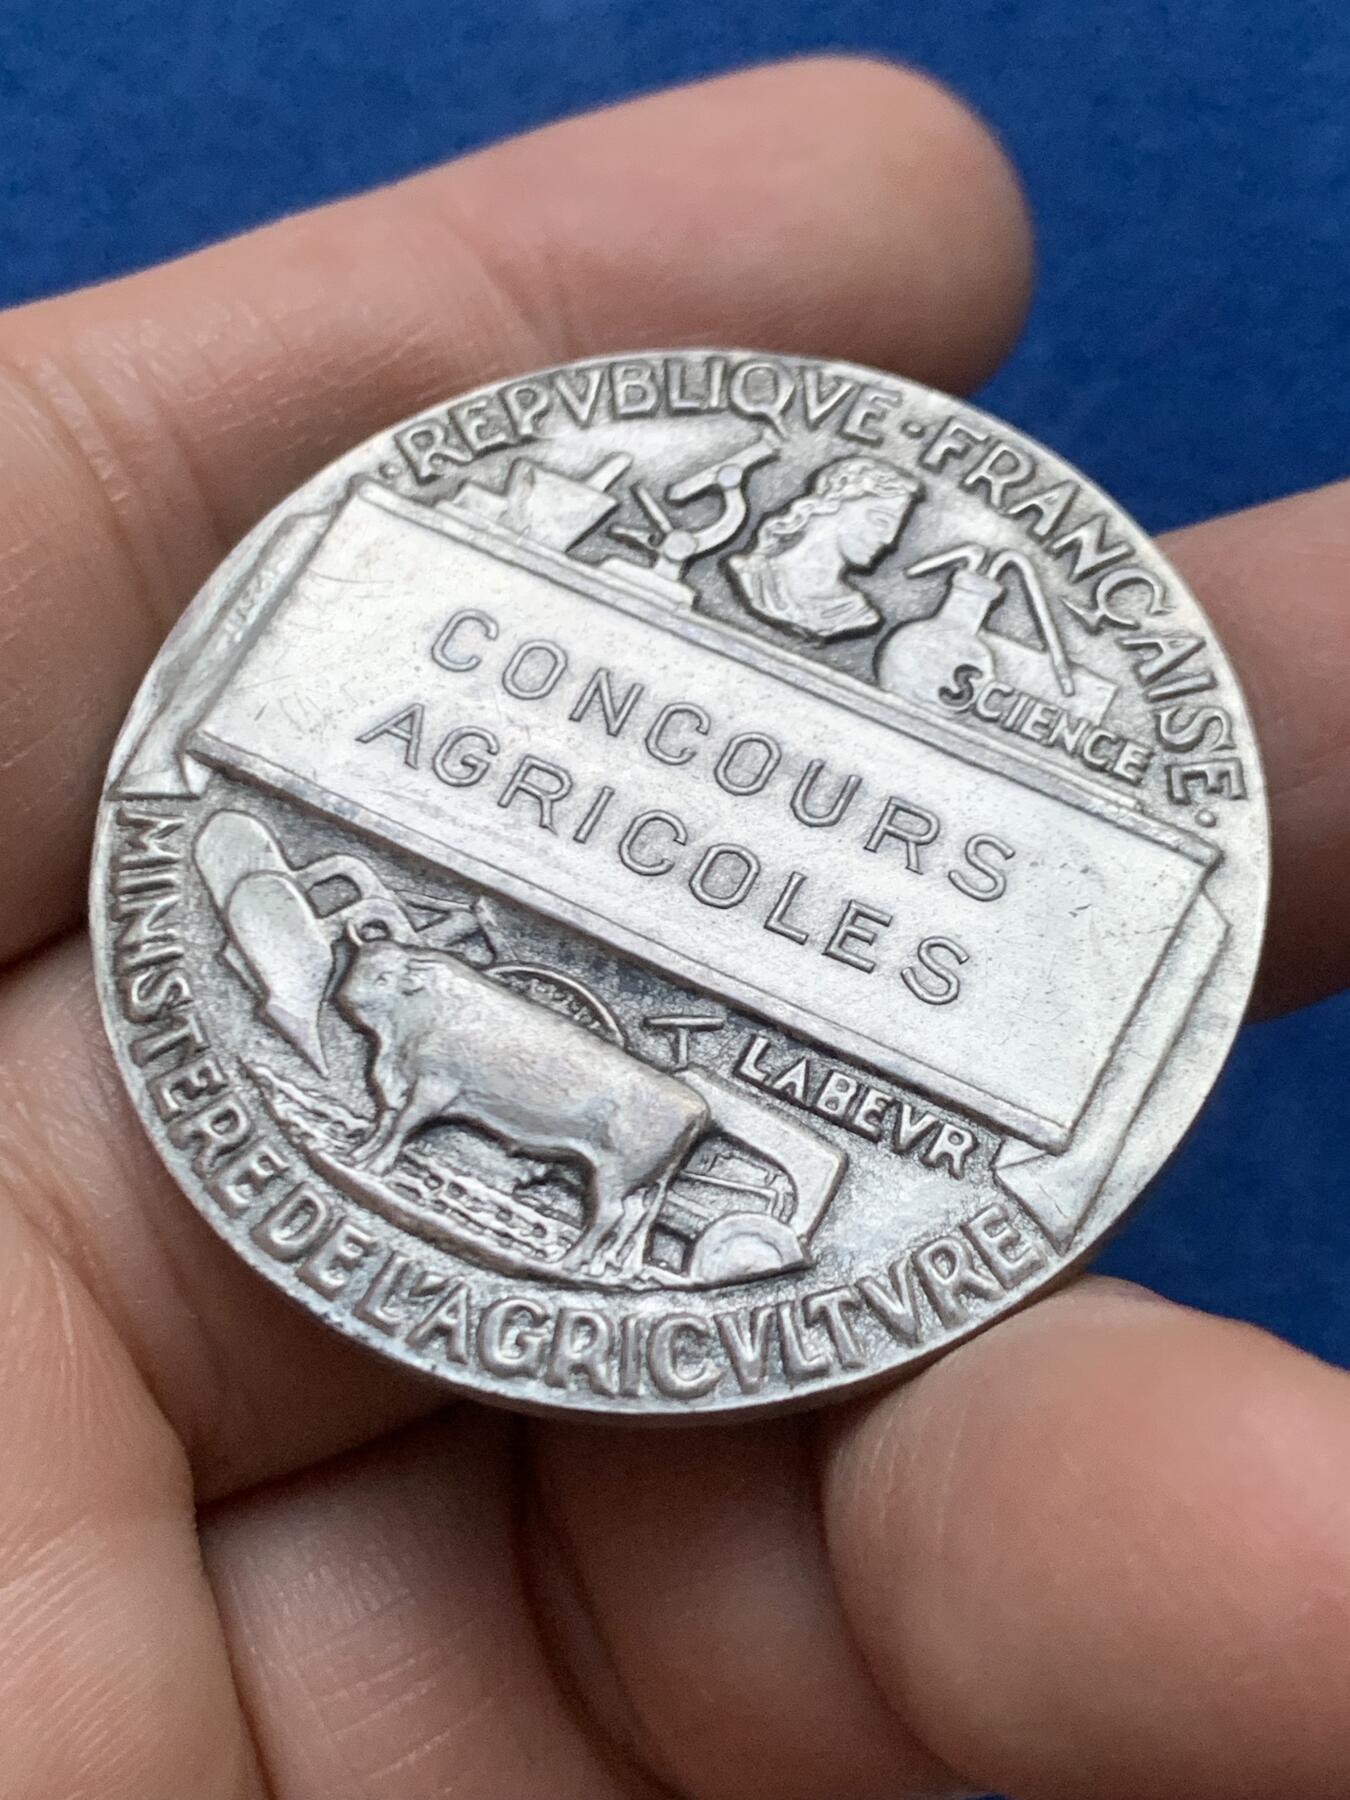 ·REPVBLIQVE·FRANÇAISE·
SCIENCE
CONCOURS
AGRICOLES
LABEVR
MINISTERE DE L'AGRICVLTVRE